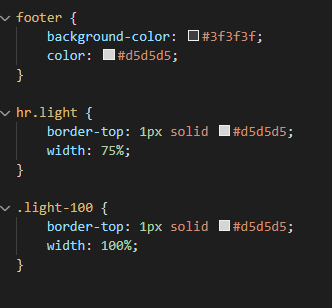 footer {
    background-color: #3f3f3f;
    color: #d5d5d5;
}
hr.light {
    border-top: 1px solid #d5d5d5;
    width: 75%;
}
.light-100 {
    border-top: 1px solid #d5d5d5;
    width: 100%;
}